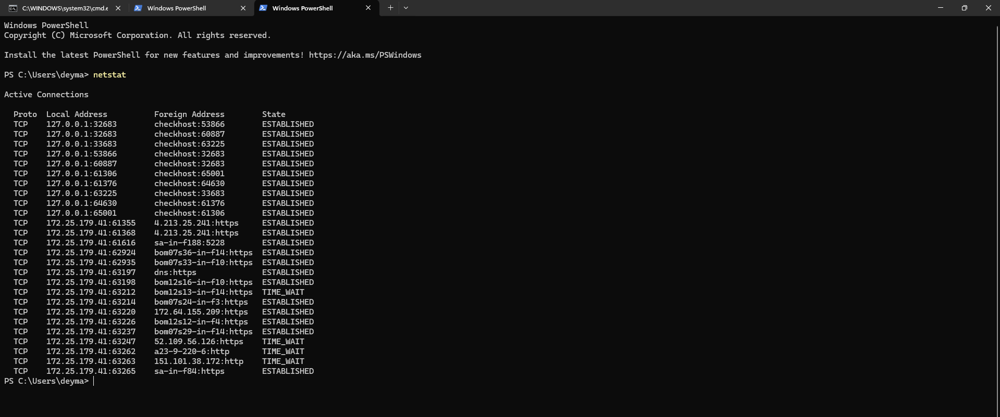 C:\WINDOWS\system32\cmd.e
Windows PowerShell
Windows PowerShell
Windows PowerShell
Copyright (C) Microsoft Corporation. All rights reserved.
Install the latest PowerShell for new features and improvements! https://aka.ms/PSWindows
PS C:\Users\deyma> netstat
Active Connections
Proto  Local Address          Foreign Address        State
TCP    127.0.0.1:32683        checkhost:53866        ESTABLISHED
TCP    127.0.0.1:32683        checkhost:60887        ESTABLISHED
TCP    127.0.0.1:33683        checkhost:63225        ESTABLISHED
TCP    127.0.0.1:53866        checkhost:32683        ESTABLISHED
TCP    127.0.0.1:60887        checkhost:32683        ESTABLISHED
TCP    127.0.0.1:61306        checkhost:65001        ESTABLISHED
TCP    127.0.0.1:61376        checkhost:64630        ESTABLISHED
TCP    127.0.0.1:63225        checkhost:33683        ESTABLISHED
TCP    127.0.0.1:64630        checkhost:61376        ESTABLISHED
TCP    127.0.0.1:65001        checkhost:61306        ESTABLISHED
TCP    172.25.179.41:61355    4.213.25.241:https     ESTABLISHED
TCP    172.25.179.41:61368    4.213.25.241:https     ESTABLISHED
TCP    172.25.179.41:61616    sa-in-f188:5228        ESTABLISHED
TCP    172.25.179.41:62924    bom07s36-in-f14:https  ESTABLISHED
TCP    172.25.179.41:62935    bom07s33-in-f10:https  ESTABLISHED
TCP    172.25.179.41:63197    dns:https              ESTABLISHED
TCP    172.25.179.41:63198    bom12s16-in-f10:https  ESTABLISHED
TCP    172.25.179.41:63212    bom12s13-in-f14:https  TIME_WAIT
TCP    172.25.179.41:63214    bom07s24-in-f3:https   ESTABLISHED
TCP    172.25.179.41:63220    172.64.155.209:https   ESTABLISHED
TCP    172.25.179.41:63226    bom12s12-in-f4:https   ESTABLISHED
TCP    172.25.179.41:63237    bom07s29-in-f14:https  ESTABLISHED
TCP    172.25.179.41:63247    52.109.56.126:https    TIME_WAIT
TCP    172.25.179.41:63262    a23-9-220-6:http       TIME_WAIT
TCP    172.25.179.41:63263    151.101.38.172:http    TIME_WAIT
TCP    172.25.179.41:63265    sa-in-f84:https        ESTABLISHED
PS C:\Users\deyma>